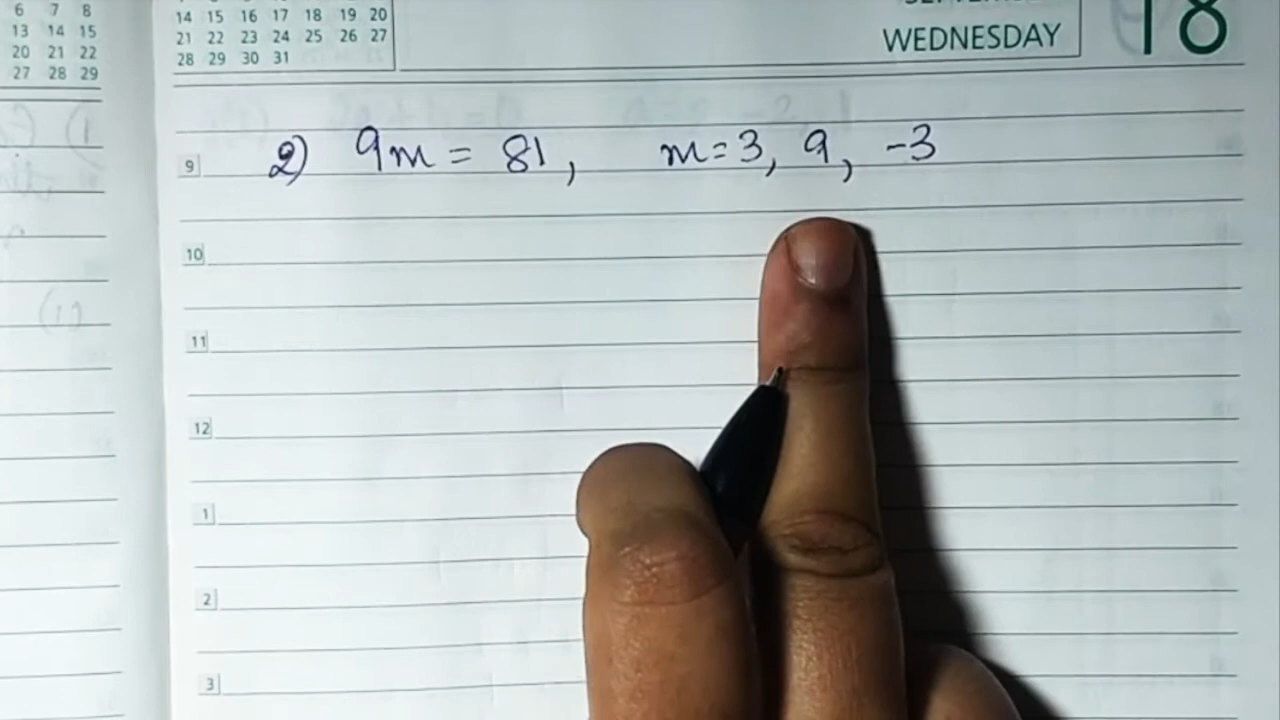 6 7 8
13 14 15
20 21 22
27 28 29
14 15 16 17 18 19 20
21 22 23 24 25 26 27
28 29 30 31
WEDNESDAY
18
2) 9m = 81, m=3, 9, -3
9
10
11
12
1
2
3